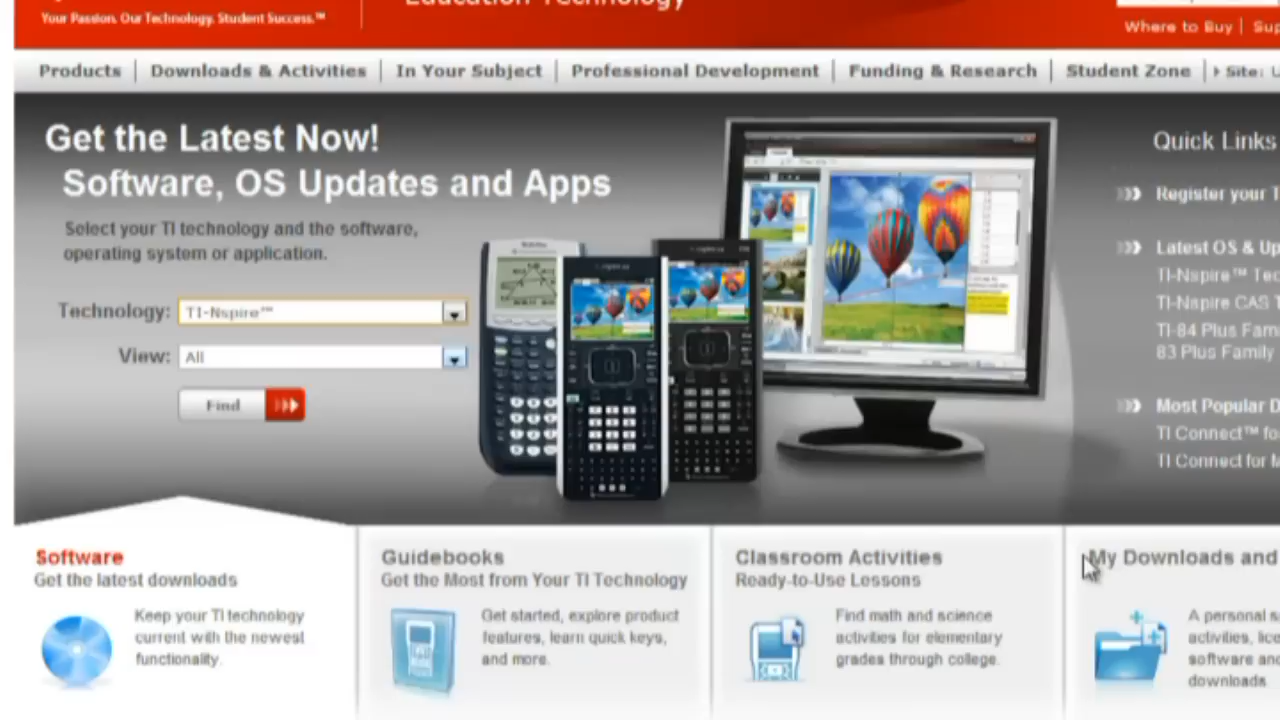 Your Passion. Our Technology. Student Success.™
Education Technology
Where to Buy
Products
Downloads & Activities
In Your Subject
Professional Development
Funding & Research
Student Zone
Site:
Get the Latest Now!
Software, OS Updates and Apps
Select your TI technology and the software,
operating system or application.
Technology: TI-Nspire™
View: All
Find
Quick Links
Register your
Latest OS &
TI-Nspire™
TI-Nspire CAS
TI-84 Plus
83 Plus Family
Most Popular
TI Connect™
TI Connect for
Software
Get the latest downloads
Keep your TI technology
current with the newest
functionality.
Guidebooks
Get the Most from Your TI Technology
Get started, explore product
features, learn quick keys,
and more.
Classroom Activities
Ready-to-Use Lessons
Find math and science
activities for elementary
grades through college.
My Downloads and
A personal
activities,
software and
downloads